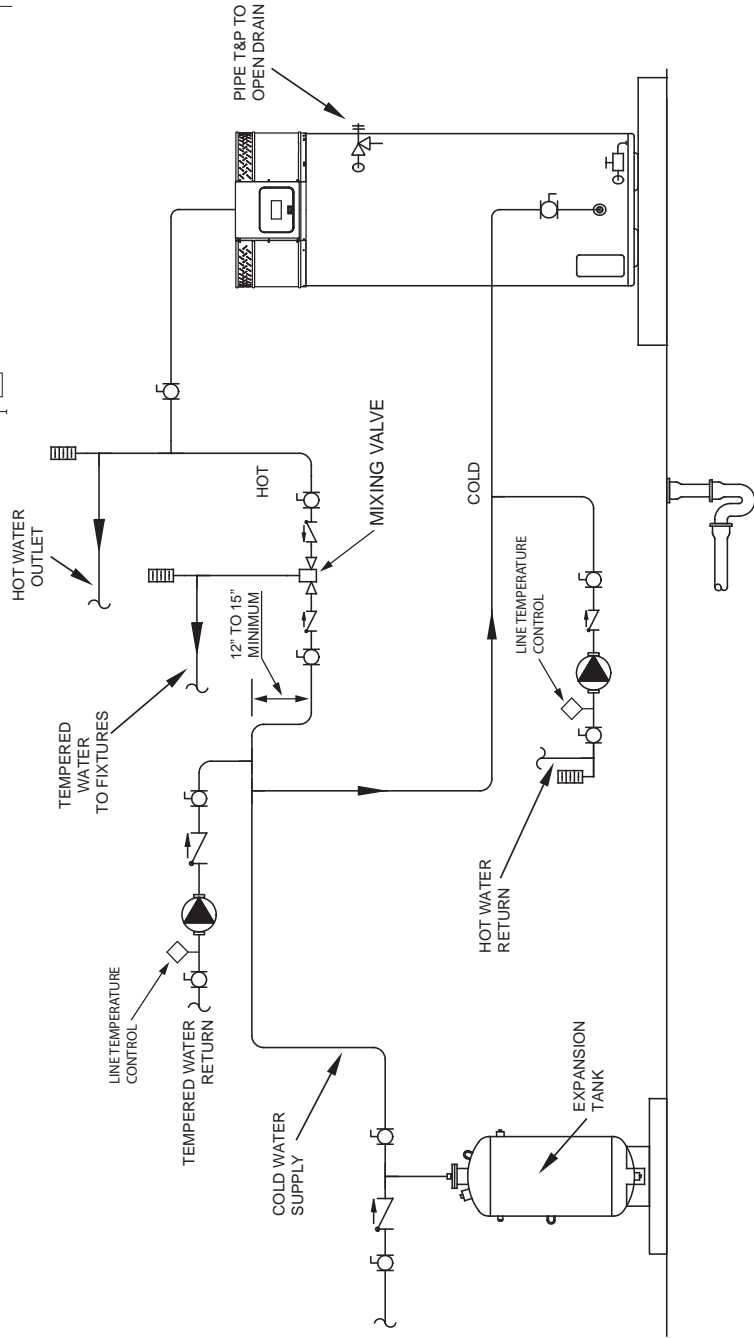 PIPE T&P TO
OPEN DRAIN
HOT WATER
OUTLET
HOT
MIXING VALVE
12" TO 15"
MINIMUM
TEMPERED
WATER
TO FIXTURES
COLD
LINE TEMPERATURE
CONTROL
HOT WATER
RETURN
LINE TEMPERATURE
CONTROL
TEMPERED WATER
RETURN
COLD WATER
SUPPLY
EXPANSION
TANK